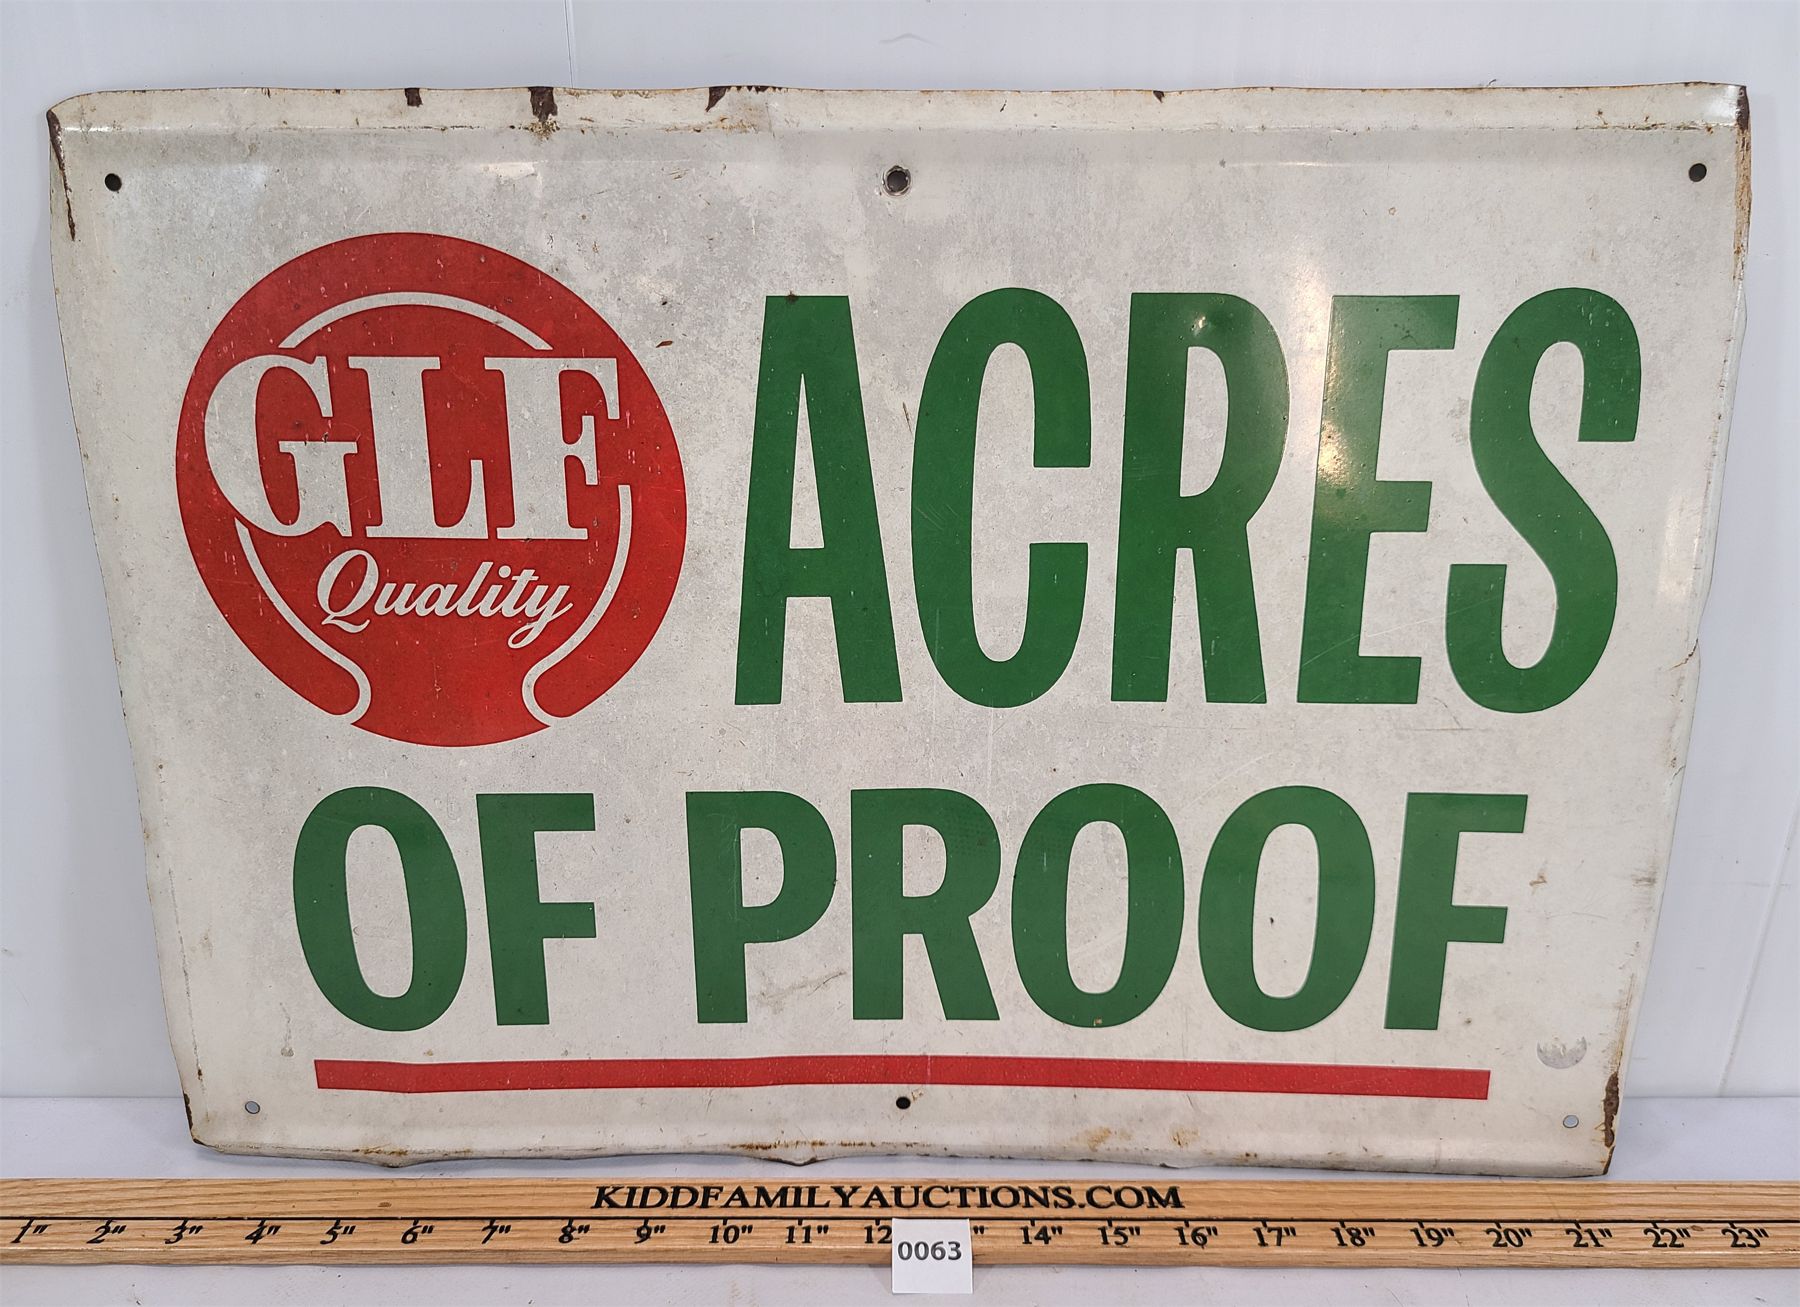 GLF
Quality
ACRES
OF PROOF
KIDDFAMILYAUCTIONS.COM
1" 2" 3" 4" 5" 6" 7" 8" 9" 10" 11" 12 " 14" 15" 16" 17" 18" 19" 20" 21" 22" 23"
0063